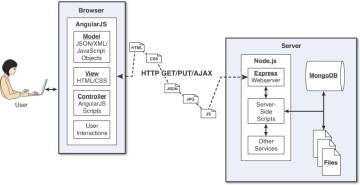 Browser
AngularJS
Model
JSON/XML/
JavaScript
Objects
View
HTML/CSS
Controller
AngularJS
Scripts
User
Interactions
User
HTML
CSS
HTTP GET/PUT/AJAX
JSON
JPG
JS
Server
Node.js
Express
Webserver
Server-
Side
Scripts
Other
Services
MongoDB
Files